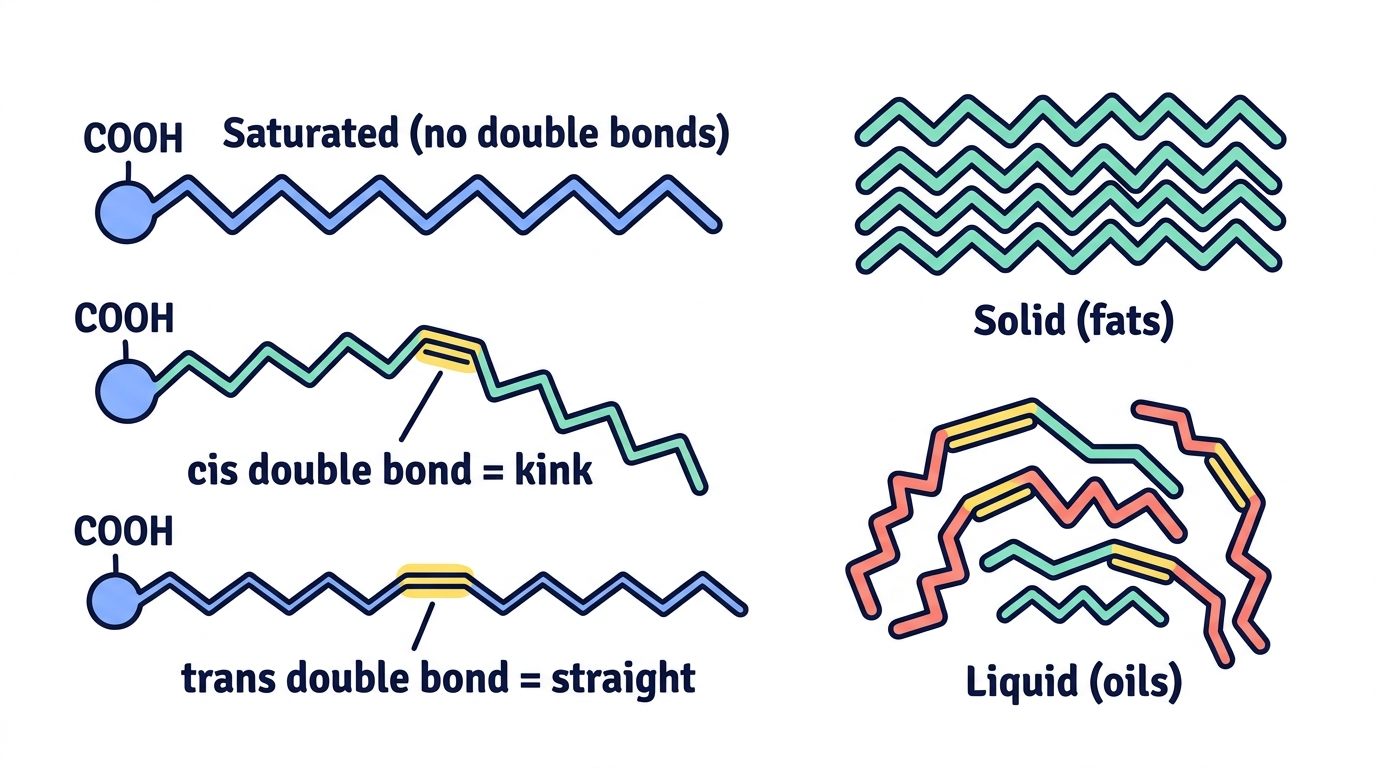 COOH
Saturated (no double bonds)
COOH
cis double bond = kink
COOH
trans double bond = straight
Solid (fats)
Liquid (oils)